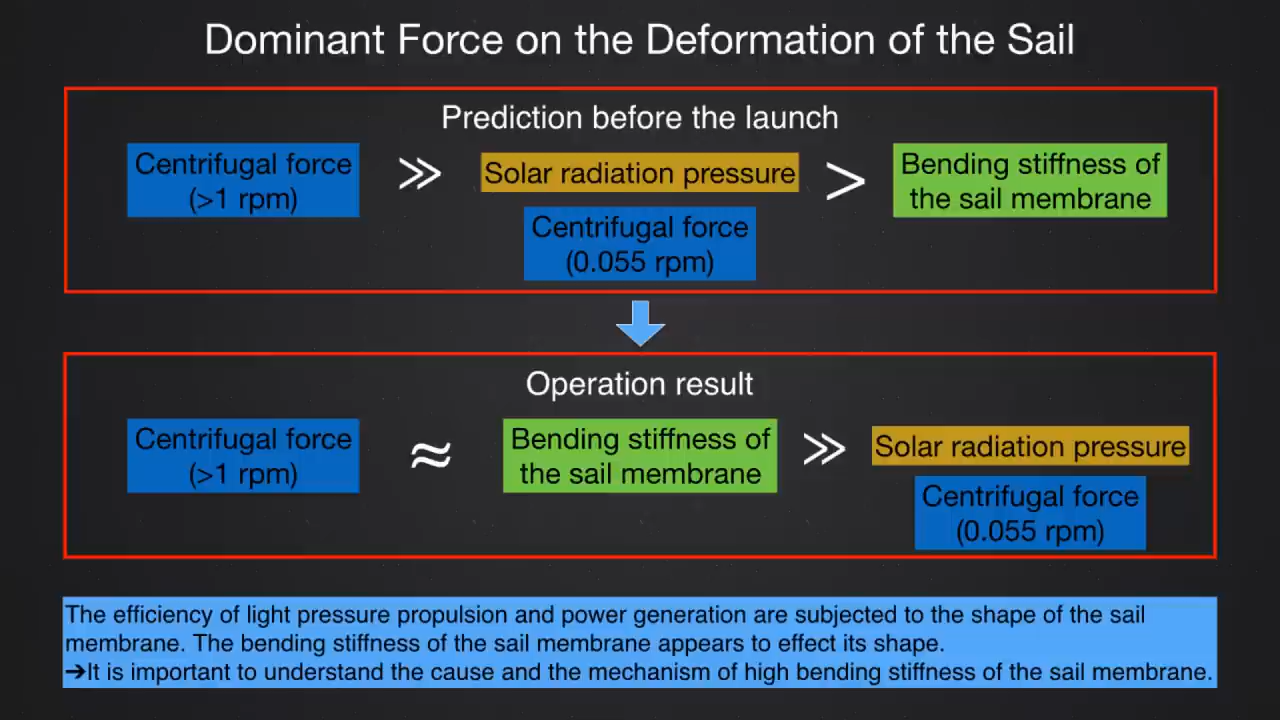 Dominant Force on the Deformation of the Sail
Prediction before the launch
Centrifugal force
(>1 rpm)
≫
Solar radiation pressure
Centrifugal force
(0.055 rpm)
>
Bending stiffness of
the sail membrane
Operation result
Centrifugal force
(>1 rpm)
≈
Bending stiffness of
the sail membrane
≫
Solar radiation pressure
Centrifugal force
(0.055 rpm)
The efficiency of light pressure propulsion and power generation are subjected to the shape of the sail
membrane. The bending stiffness of the sail membrane appears to effect its shape.
➔It is important to understand the cause and the mechanism of high bending stiffness of the sail membrane.